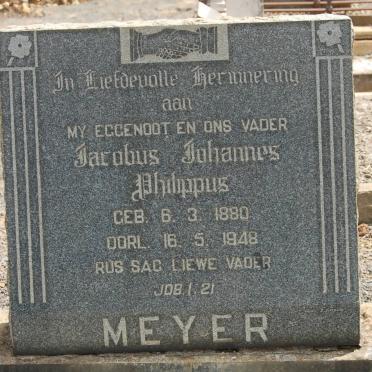 In Liefdevolle Herinnering
aan
MY EGGENOOT EN ONS VADER
Jacobus Johannes
Philippus
GEB. 6. 3. 1880
OORL. 16. 5. 1948
RUS SAG LIEWE VADER
JOB. 1. 21
MEYER